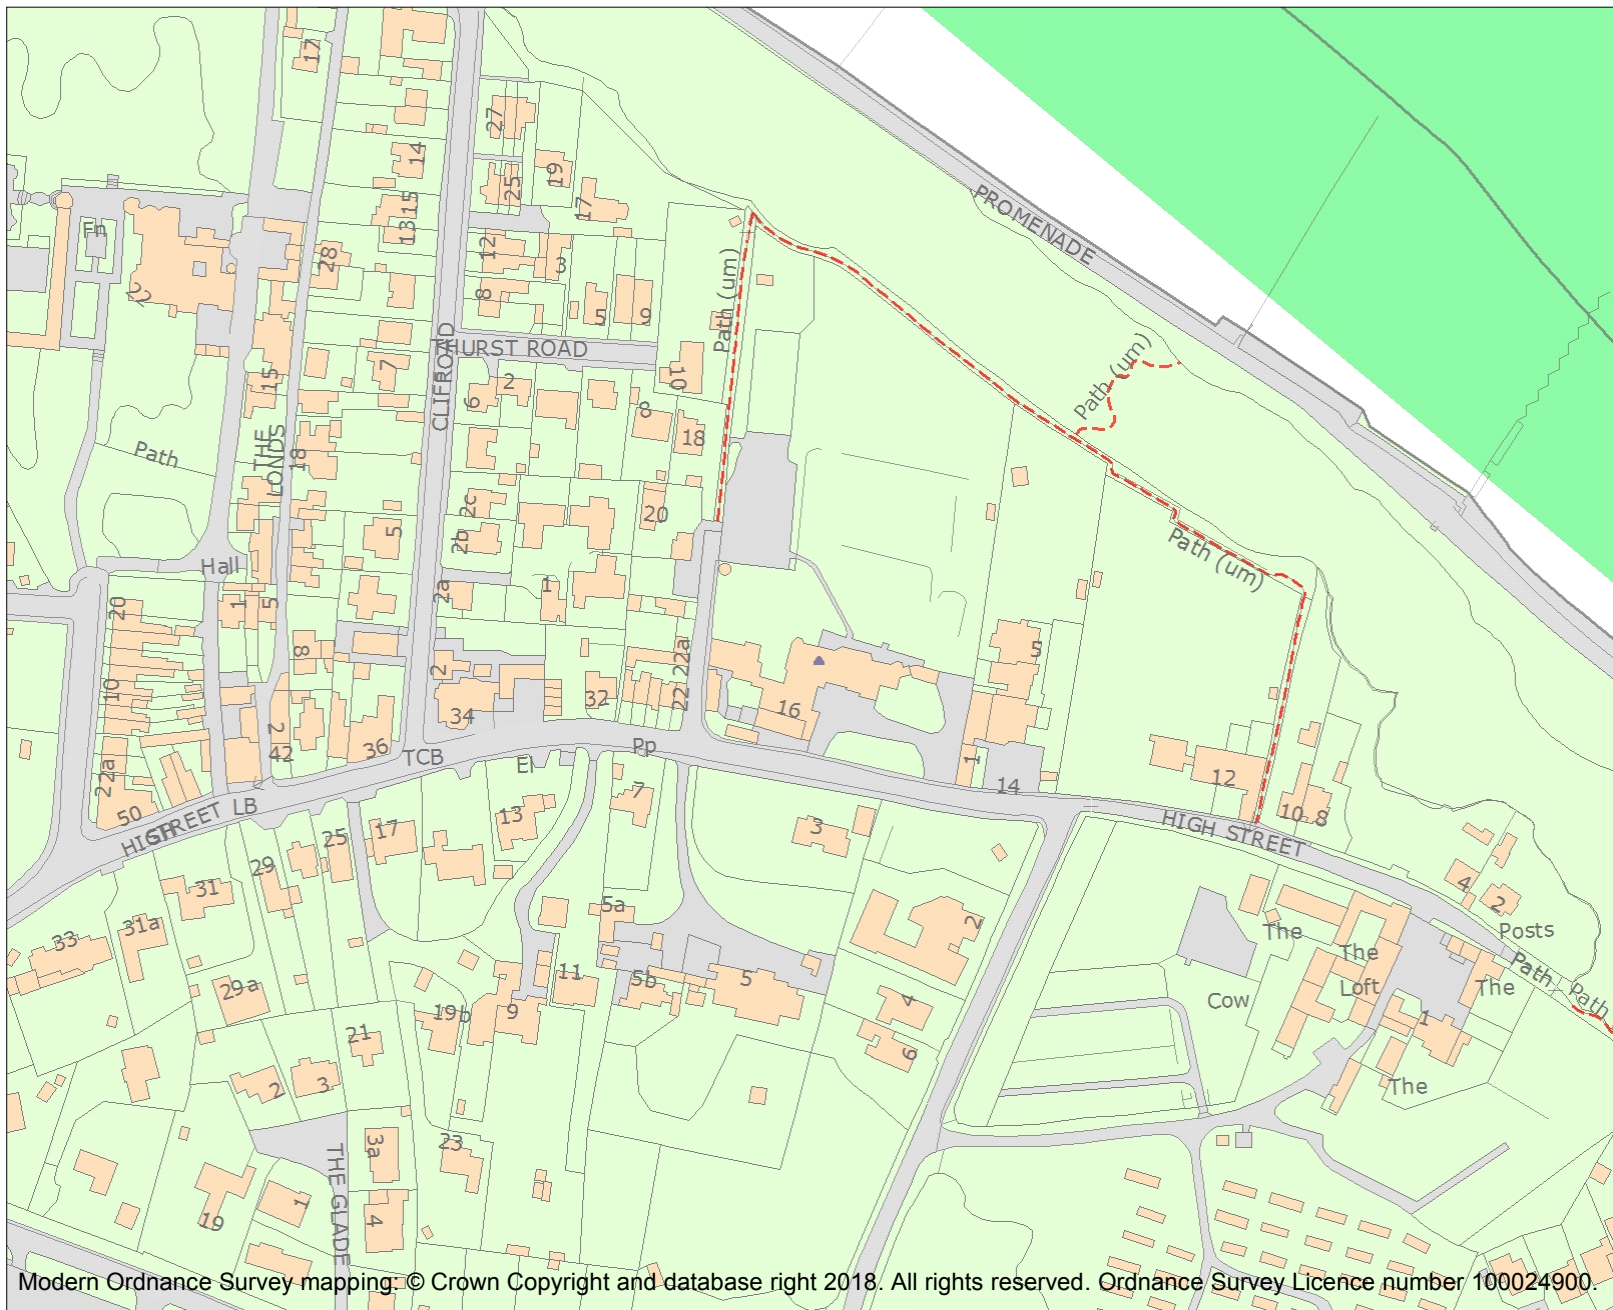 17
27
14
19
25
17
15
13
Fn
12
28
3
22
8
5
9
Path (um)
PROMENADE
CLIFF ROAD
THURST ROAD
10
2
7
15
6
8
18
Path (um)
Path
THE
LONDS
18
2c
20
5
2b
Path (um)
Hall
1
2a
20
1
5
8
22a
5
2
10
22
32
16
34
2
36
42
TCB
Pp
El
1
14
12
22a
50
HIGH STREET
LB
7
13
3
10
8
HIGH STREET
25
17
29
31
4
2
31a
5a
2
Posts
33
The
The
Path
11
5b
5
29a
Loft
The
Path
4
Cow
19b
9
1
21
6
The
2
3
3a
23
THE GLADE
1
19
4
Modern Ordnance Survey mapping: © Crown Copyright and database right 2018. All rights reserved. Ordnance Survey Licence number 100024900.